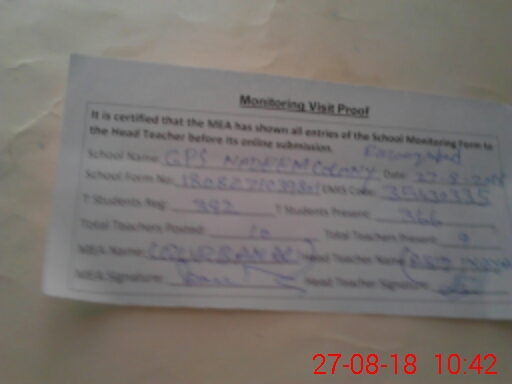 Monitoring Visit Proof
It is certified that the MEA has shown all entries of the School Monitoring Form to
the Head Teacher before its online submission.
School Name: GPS NADEEM COLONY Date: 27-8-2018
School Form No: EMIS Code:
T Students Reg: 392 T Students Present: 366
Total Teachers Posted: 10 Total Teachers Present: 9
MEA Name: Head Teacher Name:
MEA Signature: Head Teacher Signature:
27-08-18 10:42